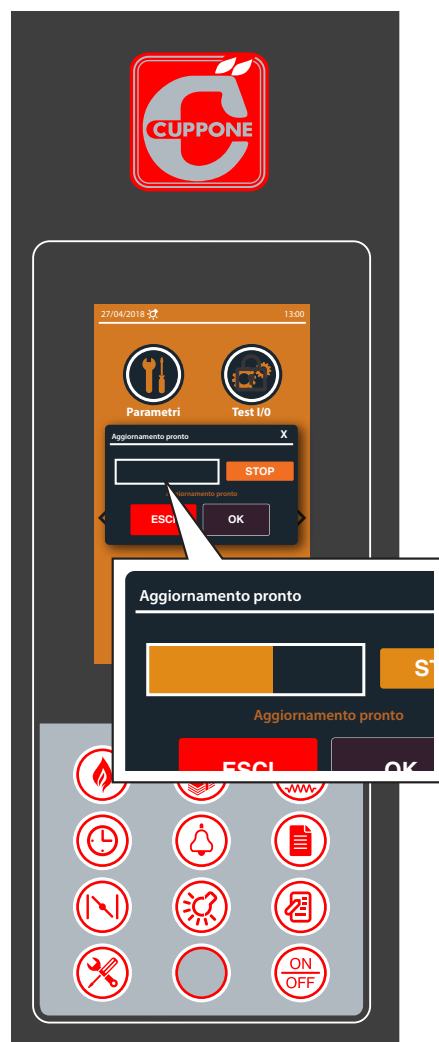 CUPPONE
27/04/2018 13:00
Parametri Test I/0
Aggiornamento pronto X
STOP
Aggiornamento pronto
ESCI OK
Aggiornamento pronto
ST
Aggiornamento pronto
ESCI OK
ON
OFF